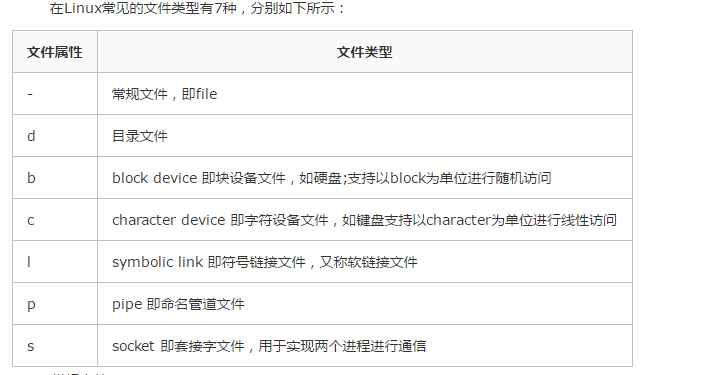 在Linux常见的文件类型有7种，分别如下所示：
文件属性 文件类型
- 常规文件，即file
d 目录文件
b block device 即块设备文件，如硬盘;支持以block为单位进行随机访问
c character device 即字符设备文件，如键盘支持以character为单位进行线性访问
l symbolic link 即符号链接文件，又称软链接文件
p pipe 即命名管道文件
s socket 即套接字文件，用于实现两个进程进行通信